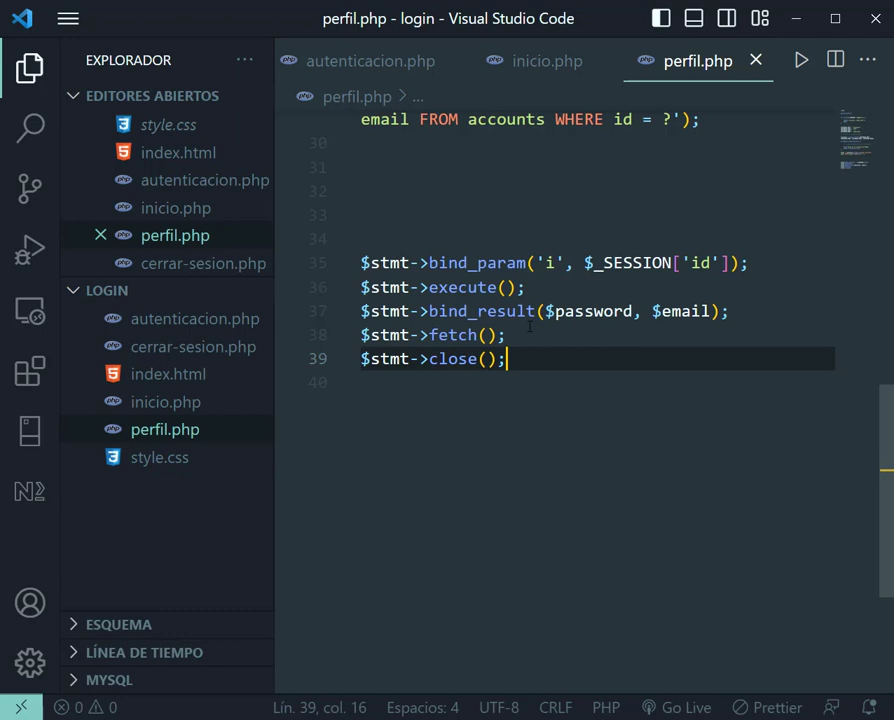 perfil.php - login - Visual Studio Code
EXPLORADOR
EDITORES ABIERTOS
style.css
index.html
autenticacion.php
inicio.php
perfil.php
cerrar-sesion.php
LOGIN
autenticacion.php
cerrar-sesion.php
index.html
inicio.php
perfil.php
style.css
ESQUEMA
LÍNEA DE TIEMPO
MYSQL
autenticacion.php inicio.php perfil.php
perfil.php > ...
email FROM accounts WHERE id = ?');
30
31
32
33
34
35 $stmt->bind_param('i', $_SESSION['id']);
36 $stmt->execute();
37 $stmt->bind_result($password, $email);
38 $stmt->fetch();
39 $stmt->close();
40
0 0 Lín. 39, col. 16 Espacios: 4 UTF-8 CRLF PHP Go Live Prettier